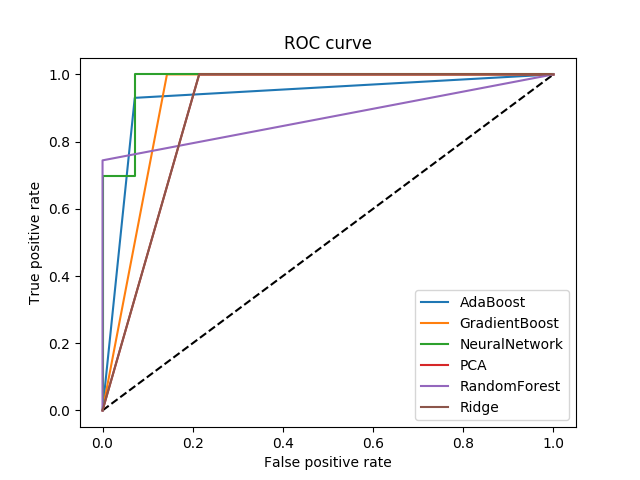 ROC curve
True positive rate
1.0
0.8
0.6
0.4
0.2
0.0
0.0 0.2 0.4 0.6 0.8 1.0
False positive rate
AdaBoost
GradientBoost
NeuralNetwork
PCA
RandomForest
Ridge